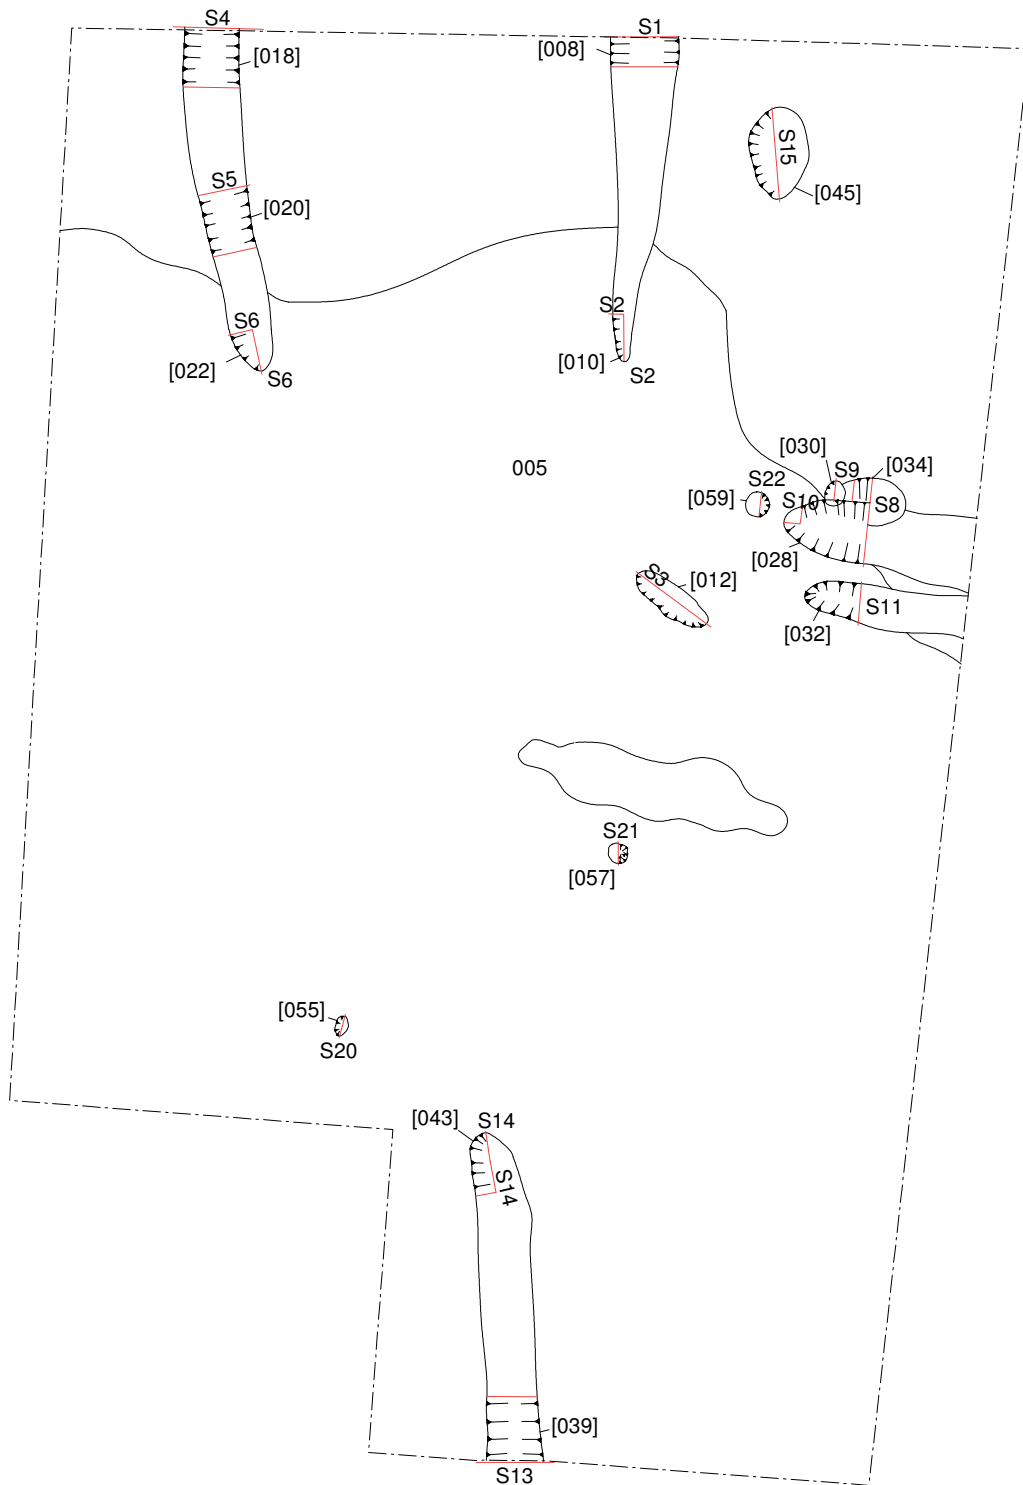 S4
S1
[018]
[008]
S15
[045]
S5
[020]
S6
S2
[022]
S6
[010]
S2
005
[030]
S9
[034]
S22
[059]
S10
S8
[028]
S3
[012]
S11
[032]
S21
[057]
[055]
S20
[043]
S14
S14
[039]
S13